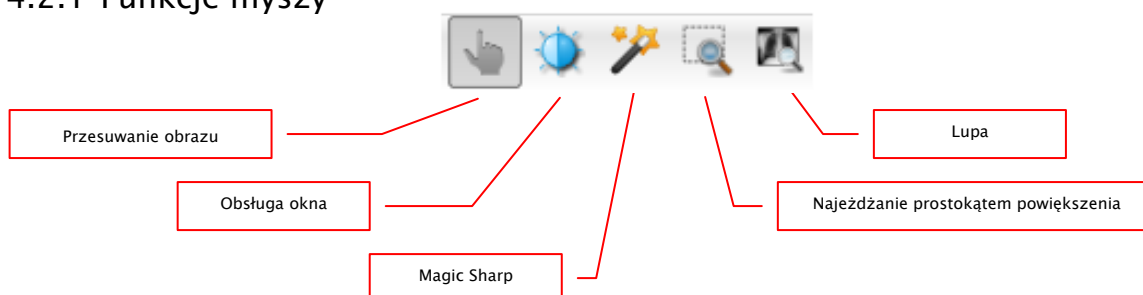 4.2.1 Funkcje myszy
Przesuwanie obrazu
Lupa
Obsługa okna
Najeżdżanie prostokątem powiększenia
Magic Sharp